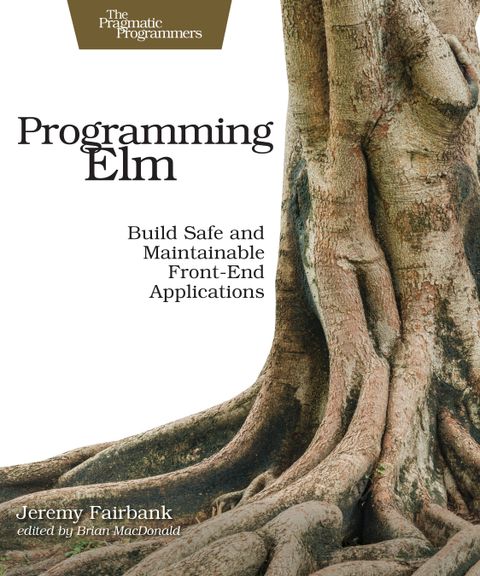 The
Pragmatic
Programmers
Programming
Elm
Build Safe and
Maintainable
Front-End
Applications
Jeremy Fairbank
edited by Brian MacDonald